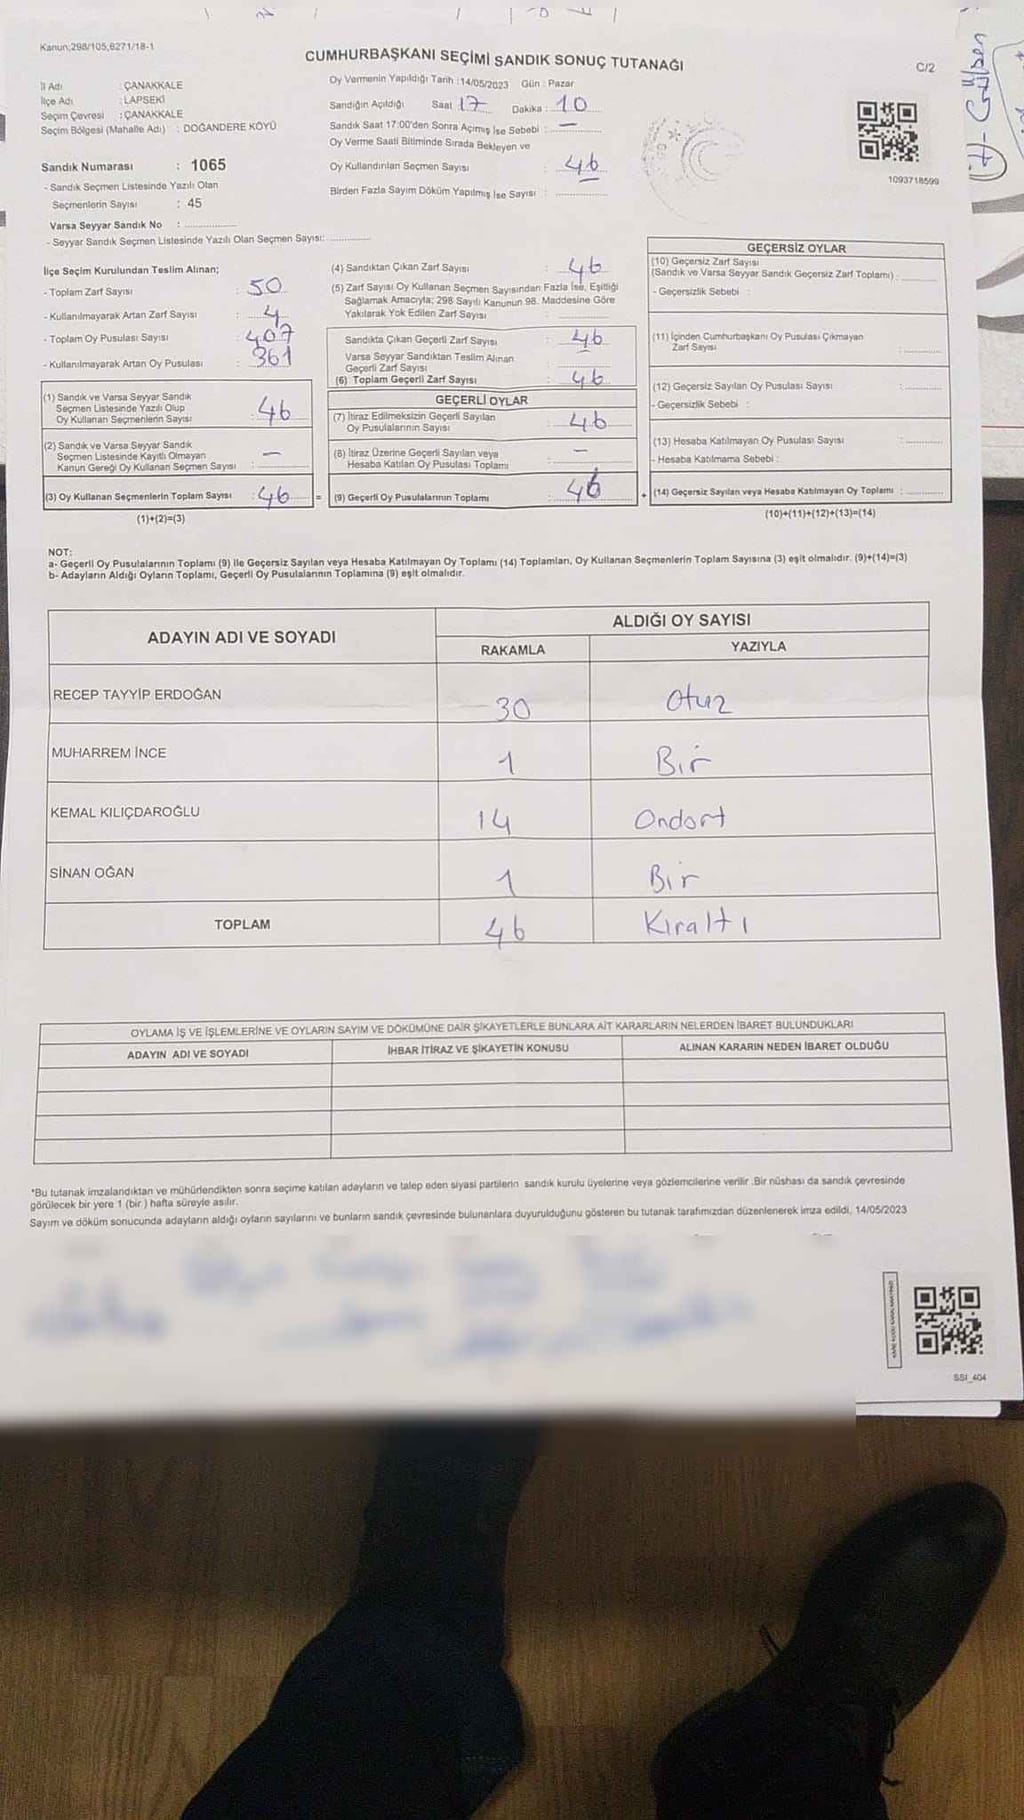 Kanun;298/105;6271/18-1
CUMHURBAŞKANI SEÇİMİ SANDIK SONUÇ TUTANAĞI
C/2
İl Adı : ÇANAKKALE
İlçe Adı : LAPSEKİ
Seçim Çevresi : ÇANAKKALE
Seçim Bölgesi (Mahalle Adı) : DOĞANDERE KÖYÜ
Oy Vermenin Yapıldığı Tarih : 14/05/2023 Gün : Pazar
Sandığın Açıldığı Saat 17 Dakika : 10
Sandık Saat 17:00'den Sonra Açılmış İse Sebebi : —
Oy Verme Saati Bitiminde Sırada Bekleyen ve
Oy Kullandırılan Seçmen Sayısı : 46
Birden Fazla Sayım Döküm Yapılmış İse Sayısı :
1093718599
Gülben
Sandık Numarası : 1065
- Sandık Seçmen Listesinde Yazılı Olan
Seçmenlerin Sayısı : 45
Varsa Seyyar Sandık No :
- Seyyar Sandık Seçmen Listesinde Yazılı Olan Seçmen Sayısı:
İlçe Seçim Kurulundan Teslim Alınan;
- Toplam Zarf Sayısı : 50
- Kullanılmayarak Artan Zarf Sayısı : 4
- Toplam Oy Pusulası Sayısı : 407
- Kullanılmayarak Artan Oy Pusulası : 361
(1) Sandık ve Varsa Seyyar Sandık
Seçmen Listesinde Yazılı Olup
Oy Kullanan Seçmenlerin Sayısı : 46
(2) Sandık ve Varsa Seyyar Sandık
Seçmen Listesinde Kayıtlı Olmayan
Kanun Gereği Oy Kullanan Seçmen Sayısı : —
(3) Oy Kullanan Seçmenlerin Toplam Sayısı : 46 =
(1)+(2)=(3)
(4) Sandıktan Çıkan Zarf Sayısı : 46
(5) Zarf Sayısı Oy Kullanan Seçmen Sayısından Fazla İse, Eşitliği
Sağlamak Amacıyla; 298 Sayılı Kanunun 98. Maddesine Göre
Yakılarak Yok Edilen Zarf Sayısı :
Sandıkta Çıkan Geçerli Zarf Sayısı : 46
Varsa Seyyar Sandıktan Teslim Alınan
Geçerli Zarf Sayısı :
(6) Toplam Geçerli Zarf Sayısı : 46
GEÇERLİ OYLAR
(7) İtiraz Edilmeksizin Geçerli Sayılan
Oy Pusulalarının Sayısı : 46
(8) İtiraz Üzerine Geçerli Sayılan veya
Hesaba Katılan Oy Pusulası Toplamı : —
(9) Geçerli Oy Pusulalarının Toplamı : 46 +
GEÇERSİZ OYLAR
(10) Geçersiz Zarf Sayısı
(Sandık ve Varsa Seyyar Sandık Geçersiz Zarf Toplamı) :
- Geçersizlik Sebebi :
(11) İçinden Cumhurbaşkanı Oy Pusulası Çıkmayan
Zarf Sayısı :
(12) Geçersiz Sayılan Oy Pusulası Sayısı :
- Geçersizlik Sebebi :
(13) Hesaba Katılmayan Oy Pusulası Sayısı :
- Hesaba Katılmama Sebebi :
(14) Geçersiz Sayılan veya Hesaba Katılmayan Oy Toplamı :
(10)+(11)+(12)+(13)=(14)
NOT:
a- Geçerli Oy Pusulalarının Toplamı (9) ile Geçersiz Sayılan veya Hesaba Katılmayan Oy Toplamı (14) Toplamları, Oy Kullanan Seçmenlerin Toplam Sayısına (3) eşit olmalıdır. (9)+(14)=(3)
b- Adayların Aldığı Oyların Toplamı, Geçerli Oy Pusulalarının Toplamına (9) eşit olmalıdır.
ADAYIN ADI VE SOYADI
ALDIĞI OY SAYISI
RAKAMLA YAZIYLA
RECEP TAYYİP ERDOĞAN 30 Otuz
MUHARREM İNCE 1 Bir
KEMAL KILIÇDAROĞLU 14 Ondort
SİNAN OĞAN 1 Bir
TOPLAM 46 Kıraltı
OYLAMA İŞ VE İŞLEMLERİNE VE OYLARIN SAYIM VE DÖKÜMÜNE DAİR ŞİKAYETLERLE BUNLARA AİT KARARLARIN NELERDEN İBARET BULUNDUKLARI
ADAYIN ADI VE SOYADI İHBAR İTİRAZ VE ŞİKAYETİN KONUSU ALINAN KARARIN NEDEN İBARET OLDUĞU
*Bu tutanak imzalandıktan ve mühürlendikten sonra seçime katılan adayların ve talep eden siyasi partilerin sandık kurulu üyelerine ve/veya gözlemcilerine verilir .Bir nüshası da sandık çevresinde
görülecek bir yere 1 (bir ) hafta süreyle asılır.
Sayım ve döküm sonucunda adayların aldığı oyların sayılarını ve bunların sandık çevresinde bulunanlara duyurulduğunu gösteren bu tutanak tarafımızdan düzenlenerek imza edildi. 14/05/2023
SSI_404